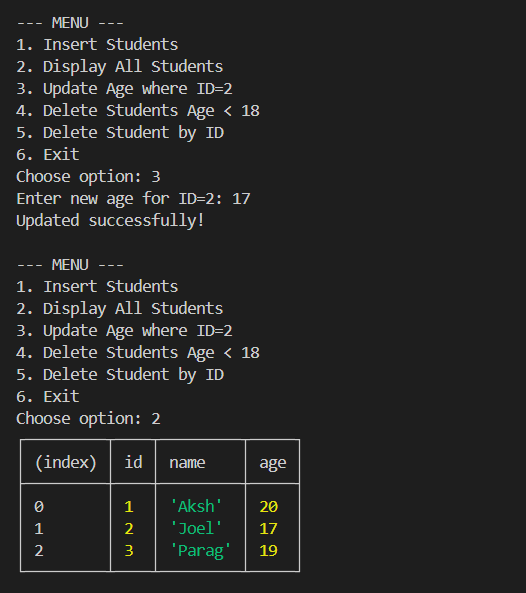 --- MENU ---
1. Insert Students
2. Display All Students
3. Update Age where ID=2
4. Delete Students Age < 18
5. Delete Student by ID
6. Exit
Choose option: 3
Enter new age for ID=2: 17
Updated successfully!
--- MENU ---
1. Insert Students
2. Display All Students
3. Update Age where ID=2
4. Delete Students Age < 18
5. Delete Student by ID
6. Exit
Choose option: 2
(index) id name age
0 1 'Aksh' 20
1 2 'Joel' 17
2 3 'Parag' 19